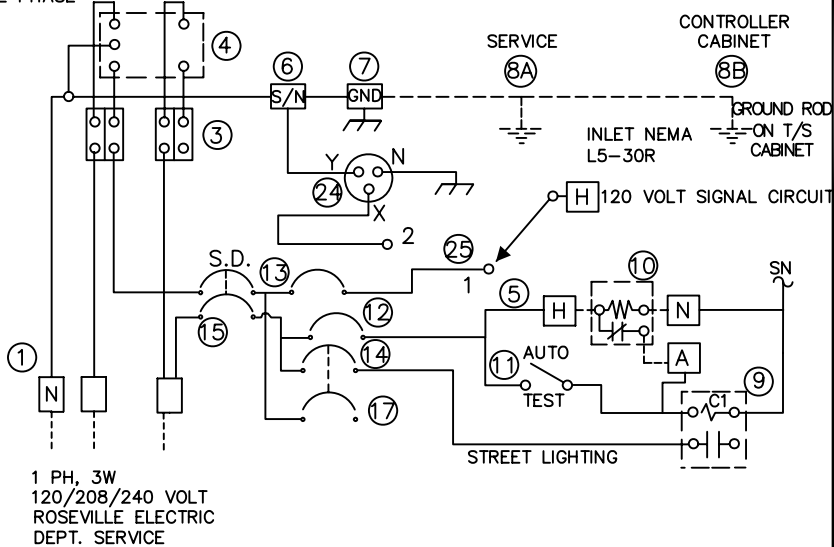 PHASE
4
SERVICE
CONTROLLER
CABINET
6
7
8A
8B
S/N
GND
GROUND ROD
ON T/S
CABINET
3
INLET NEMA
L5-30R
Y
N
24
X
H
120 VOLT SIGNAL CIRCUIT
2
25
S.D.
13
1
10
SN
5
H
N
12
15
1
14
11
AUTO
A
9
N
TEST
C1
17
STREET LIGHTING
1 PH, 3W
120/208/240 VOLT
ROSEVILLE ELECTRIC
DEPT. SERVICE